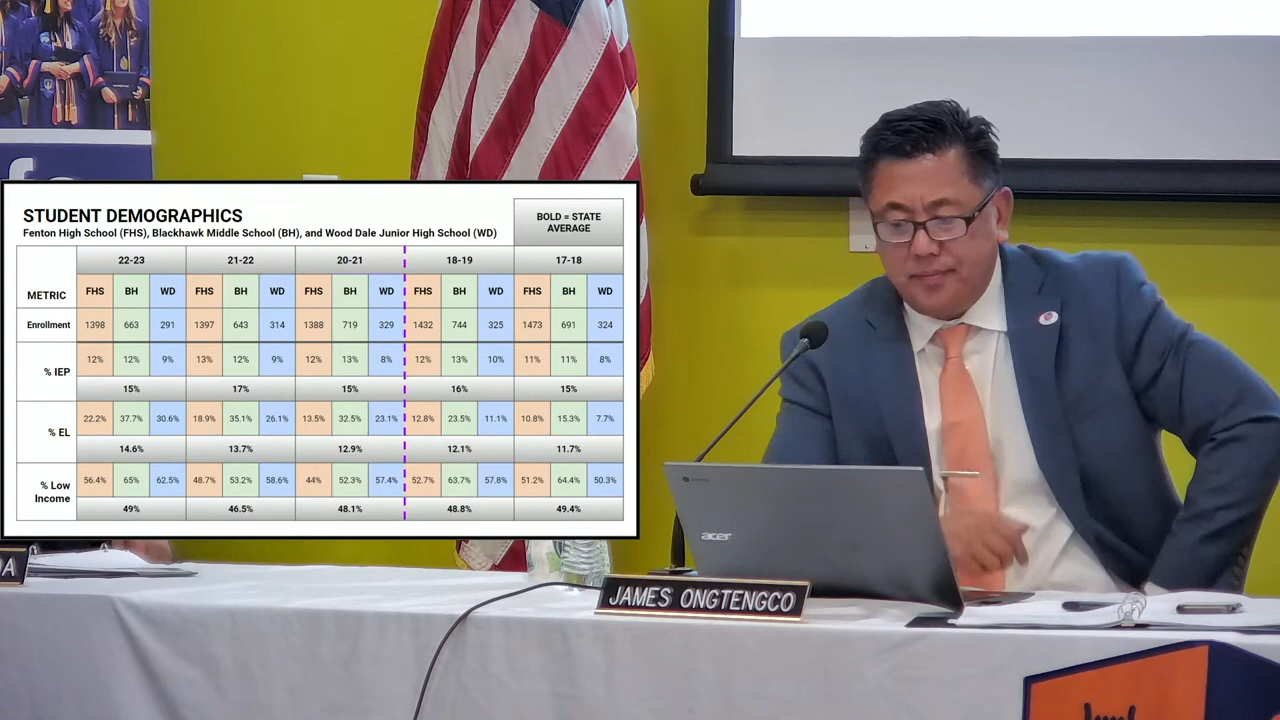 STUDENT DEMOGRAPHICS
Fenton High School (FHS), Blackhawk Middle School (BH), and Wood Dale Junior High School (WD)
BOLD = STATE
AVERAGE
22-23 21-22 20-21 18-19 17-18
METRIC FHS BH WD FHS BH WD FHS BH WD FHS BH WD FHS BH WD
Enrollment 1398 663 291 1397 643 314 1388 719 329 1432 744 325 1473 691 324
% IEP 12% 12% 9% 13% 12% 9% 12% 13% 8% 12% 13% 10% 11% 11% 8%
15% 17% 15% 16% 15%
% EL 22.2% 37.7% 30.6% 18.9% 35.1% 26.1% 13.5% 32.5% 23.1% 12.8% 23.5% 11.1% 10.8% 15.3% 7.7%
14.6% 13.7% 12.9% 12.1% 11.7%
% Low
Income 56.4% 65% 62.5% 48.7% 53.2% 58.6% 44% 52.3% 57.4% 52.7% 63.7% 57.8% 51.2% 64.4% 50.3%
49% 46.5% 48.1% 48.8% 49.4%
acer
JAMES ONGTENGCO